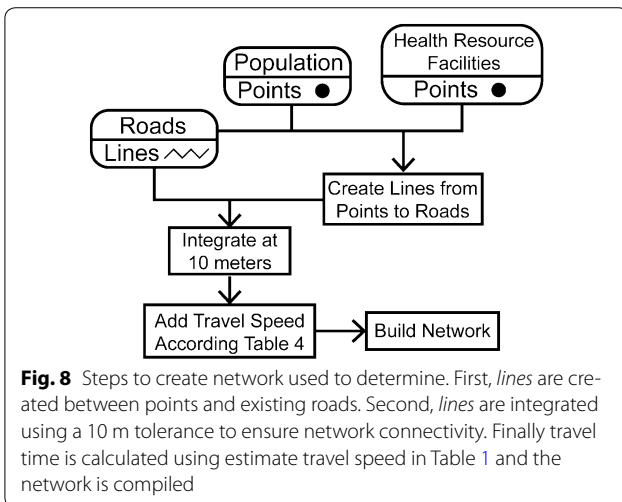 Population
Points
Health Resource
Facilities
Points
Roads
Lines
Create Lines from
Points to Roads
Integrate at
10 meters
Add Travel Speed
According Table 4
Build Network
Fig. 8 Steps to create network used to determine. First, lines are cre-
ated between points and existing roads. Second, lines are integrated
using a 10 m tolerance to ensure network connectivity. Finally travel
time is calculated using estimate travel speed in Table 1 and the
network is compiled